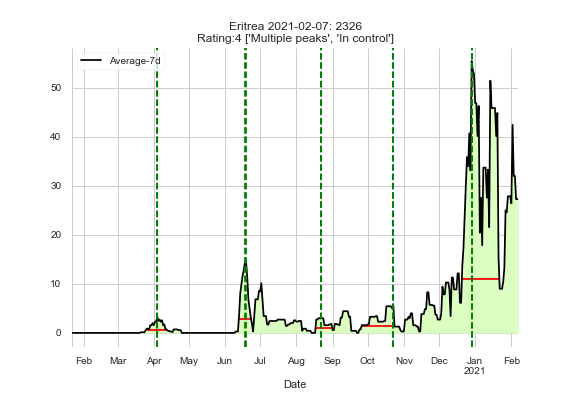 Eritrea 2021-02-07: 2326
Rating:4 ['Multiple peaks', 'In control']
Average-7d
50
40
30
20
10
0
Feb Mar Apr May Jun Jul Aug Sep Oct Nov Dec Jan Feb
2021
Date